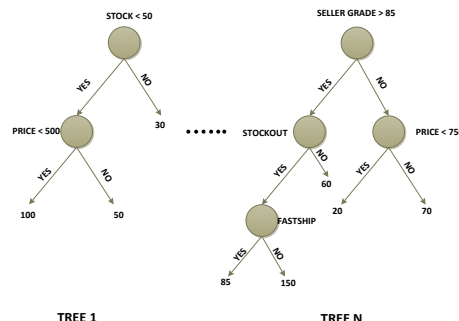 STOCK < 50
SELLER GRADE > 85
YES
NO
YES
NO
PRICE < 500
30
......
STOCKOUT
PRICE < 75
YES
NO
YES
NO
YES
NO
60
100
50
20
70
FASTSHIP
YES
NO
85
150
TREE 1
TREE N